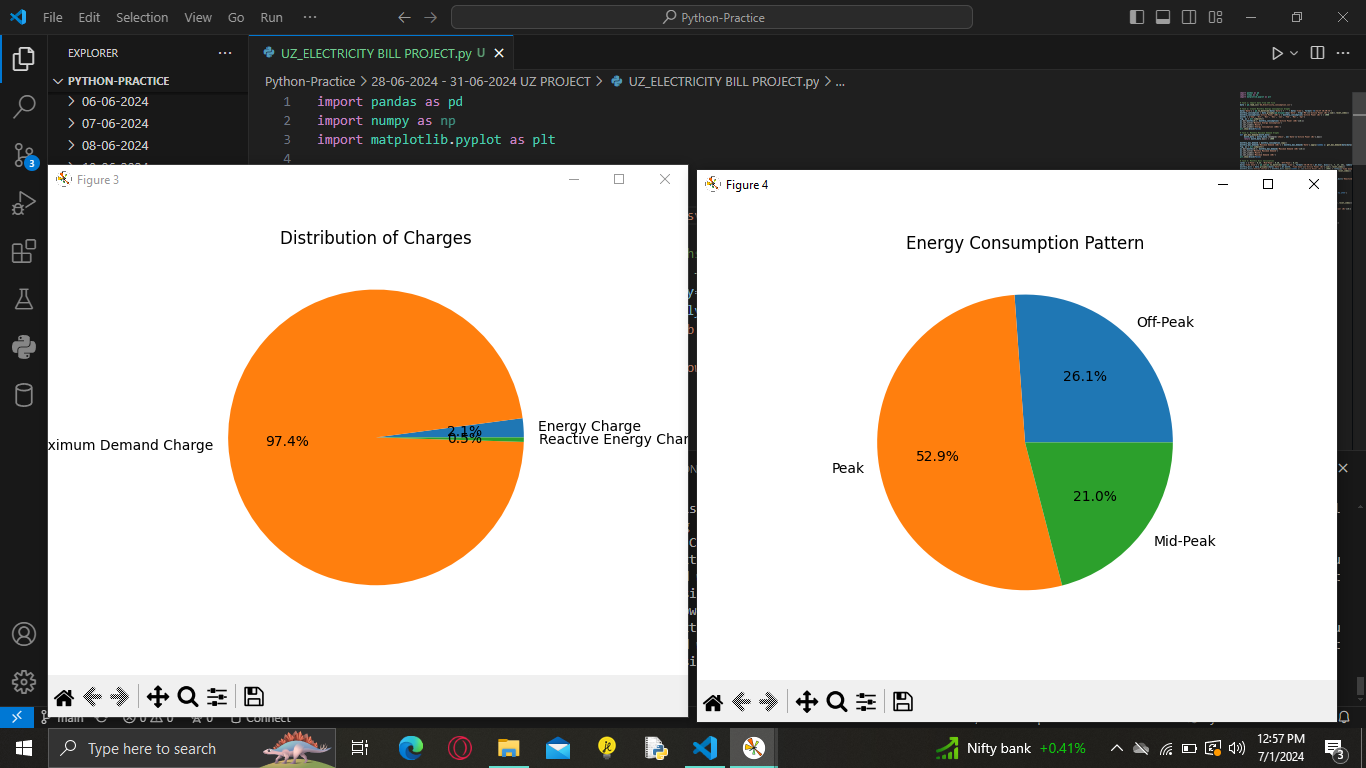 File Edit Selection View Go Run ···
Python-Practice
EXPLORER
UZ_ELECTRICITY BILL PROJECT.py U
PYTHON-PRACTICE
Python-Practice > 28-06-2024 - 31-06-2024 UZ PROJECT > UZ_ELECTRICITY BILL PROJECT.py > ...
06-06-2024
07-06-2024
08-06-2024
1 import pandas as pd
2 import numpy as np
3 import matplotlib.pyplot as plt
4
3
Figure 3
Distribution of Charges
Energy Charge
2.1%
Reactive Energy Char
0.5%
97.4%
ximum Demand Charge
Figure 4
Energy Consumption Pattern
Off-Peak
26.1%
52.9%
Peak
21.0%
Mid-Peak
main
Connect
Type here to search
Nifty bank +0.41%
12:57 PM
7/1/2024
3